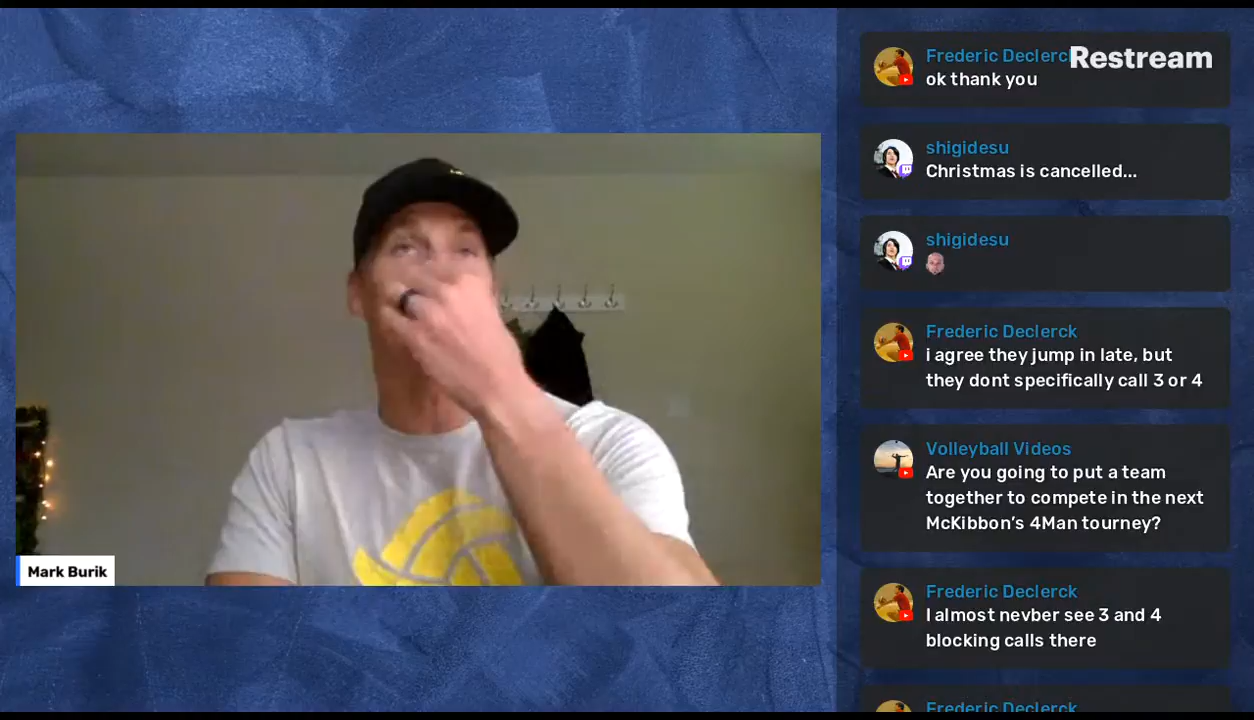 Frederic Declerck
Restream
ok thank you
shigidesu
Christmas is cancelled...
shigidesu
Frederic Declerck
i agree they jump in late, but
they dont specifically call 3 or 4
Volleyball Videos
Are you going to put a team
together to compete in the next
McKibbon's 4Man tourney?
Frederic Declerck
I almost nevber see 3 and 4
blocking calls there
Frederic Declerck
Mark Burik